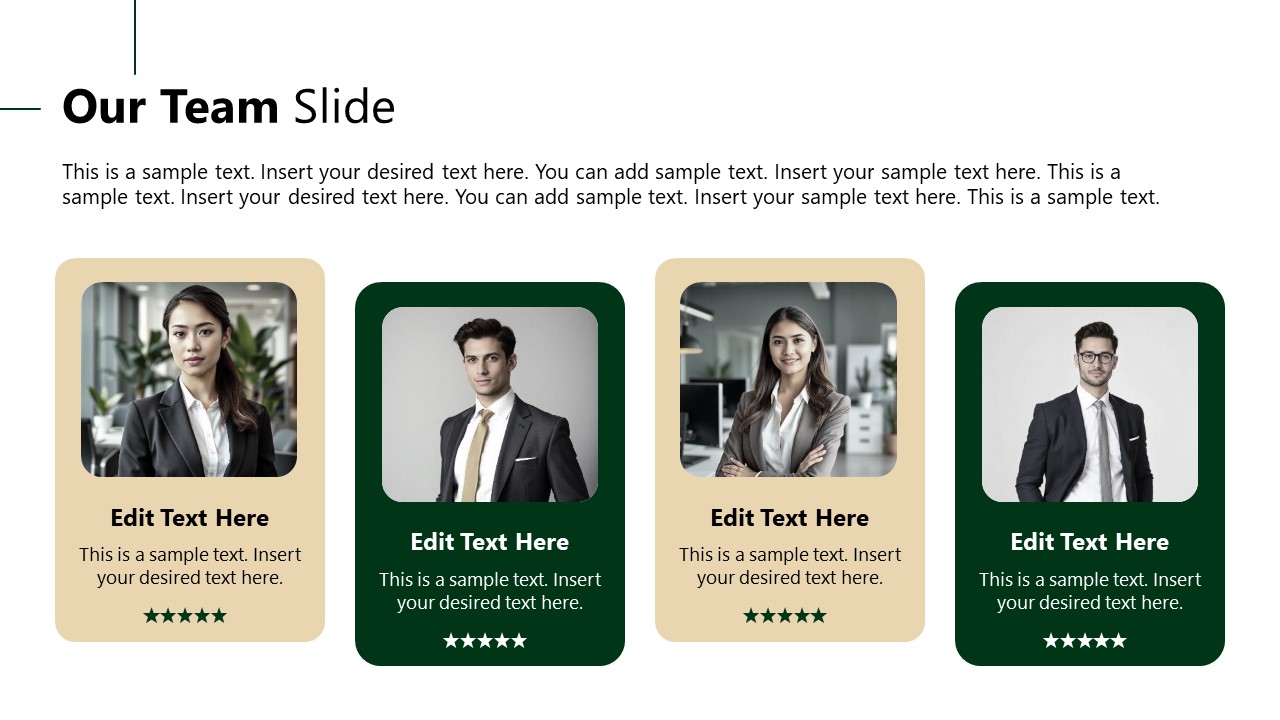 Our Team Slide
This is a sample text. Insert your desired text here. You can add sample text. Insert your sample text here. This is a
sample text. Insert your desired text here. You can add sample text. Insert your sample text here. This is a sample text.
Edit Text Here
This is a sample text. Insert
your desired text here.
★★★★★
Edit Text Here
This is a sample text. Insert
your desired text here.
★★★★★
Edit Text Here
This is a sample text. Insert
your desired text here.
★★★★★
Edit Text Here
This is a sample text. Insert
your desired text here.
★★★★★